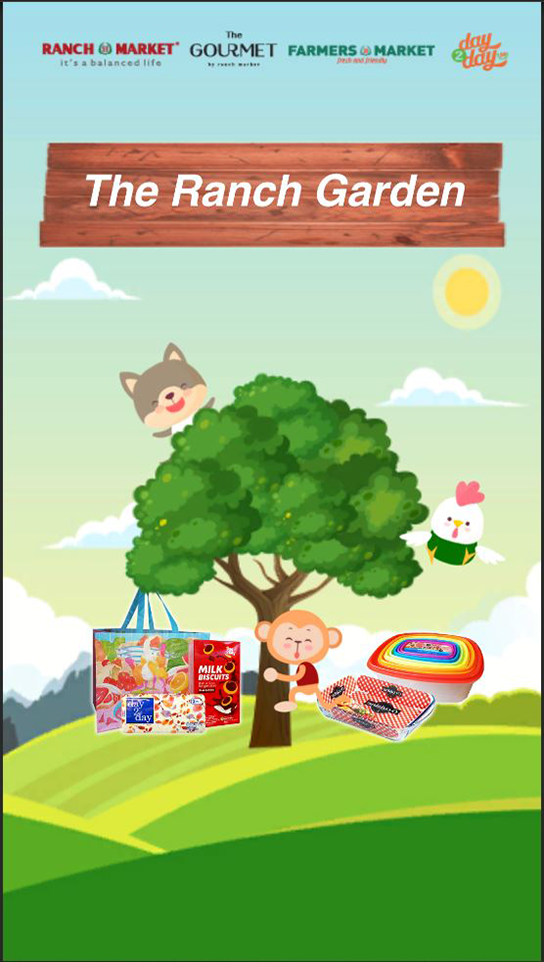 RANCH MARKET
it's a balanced life
The
GOURMET
by ranch market
FARMERS MARKET
fresh and friendly
day
2
day
The Ranch Garden
MILK
BISCUITS
day
2
day